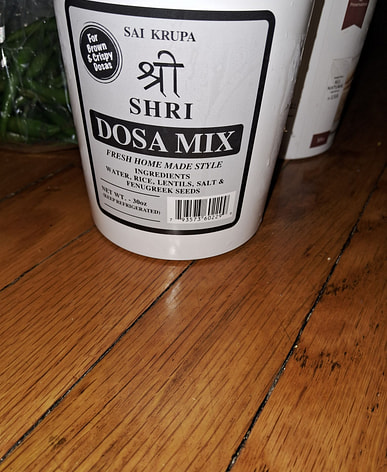 SAI KRUPA
For
Brown
& Crispy
Dosas
श्री
SHRI
DOSA MIX
FRESH HOME MADE STYLE
INGREDIENTS
WATER, RICE, LENTILS, SALT &
FENUGREEK SEEDS
NET WT. - 30oz
(KEEP REFRIGERATED)